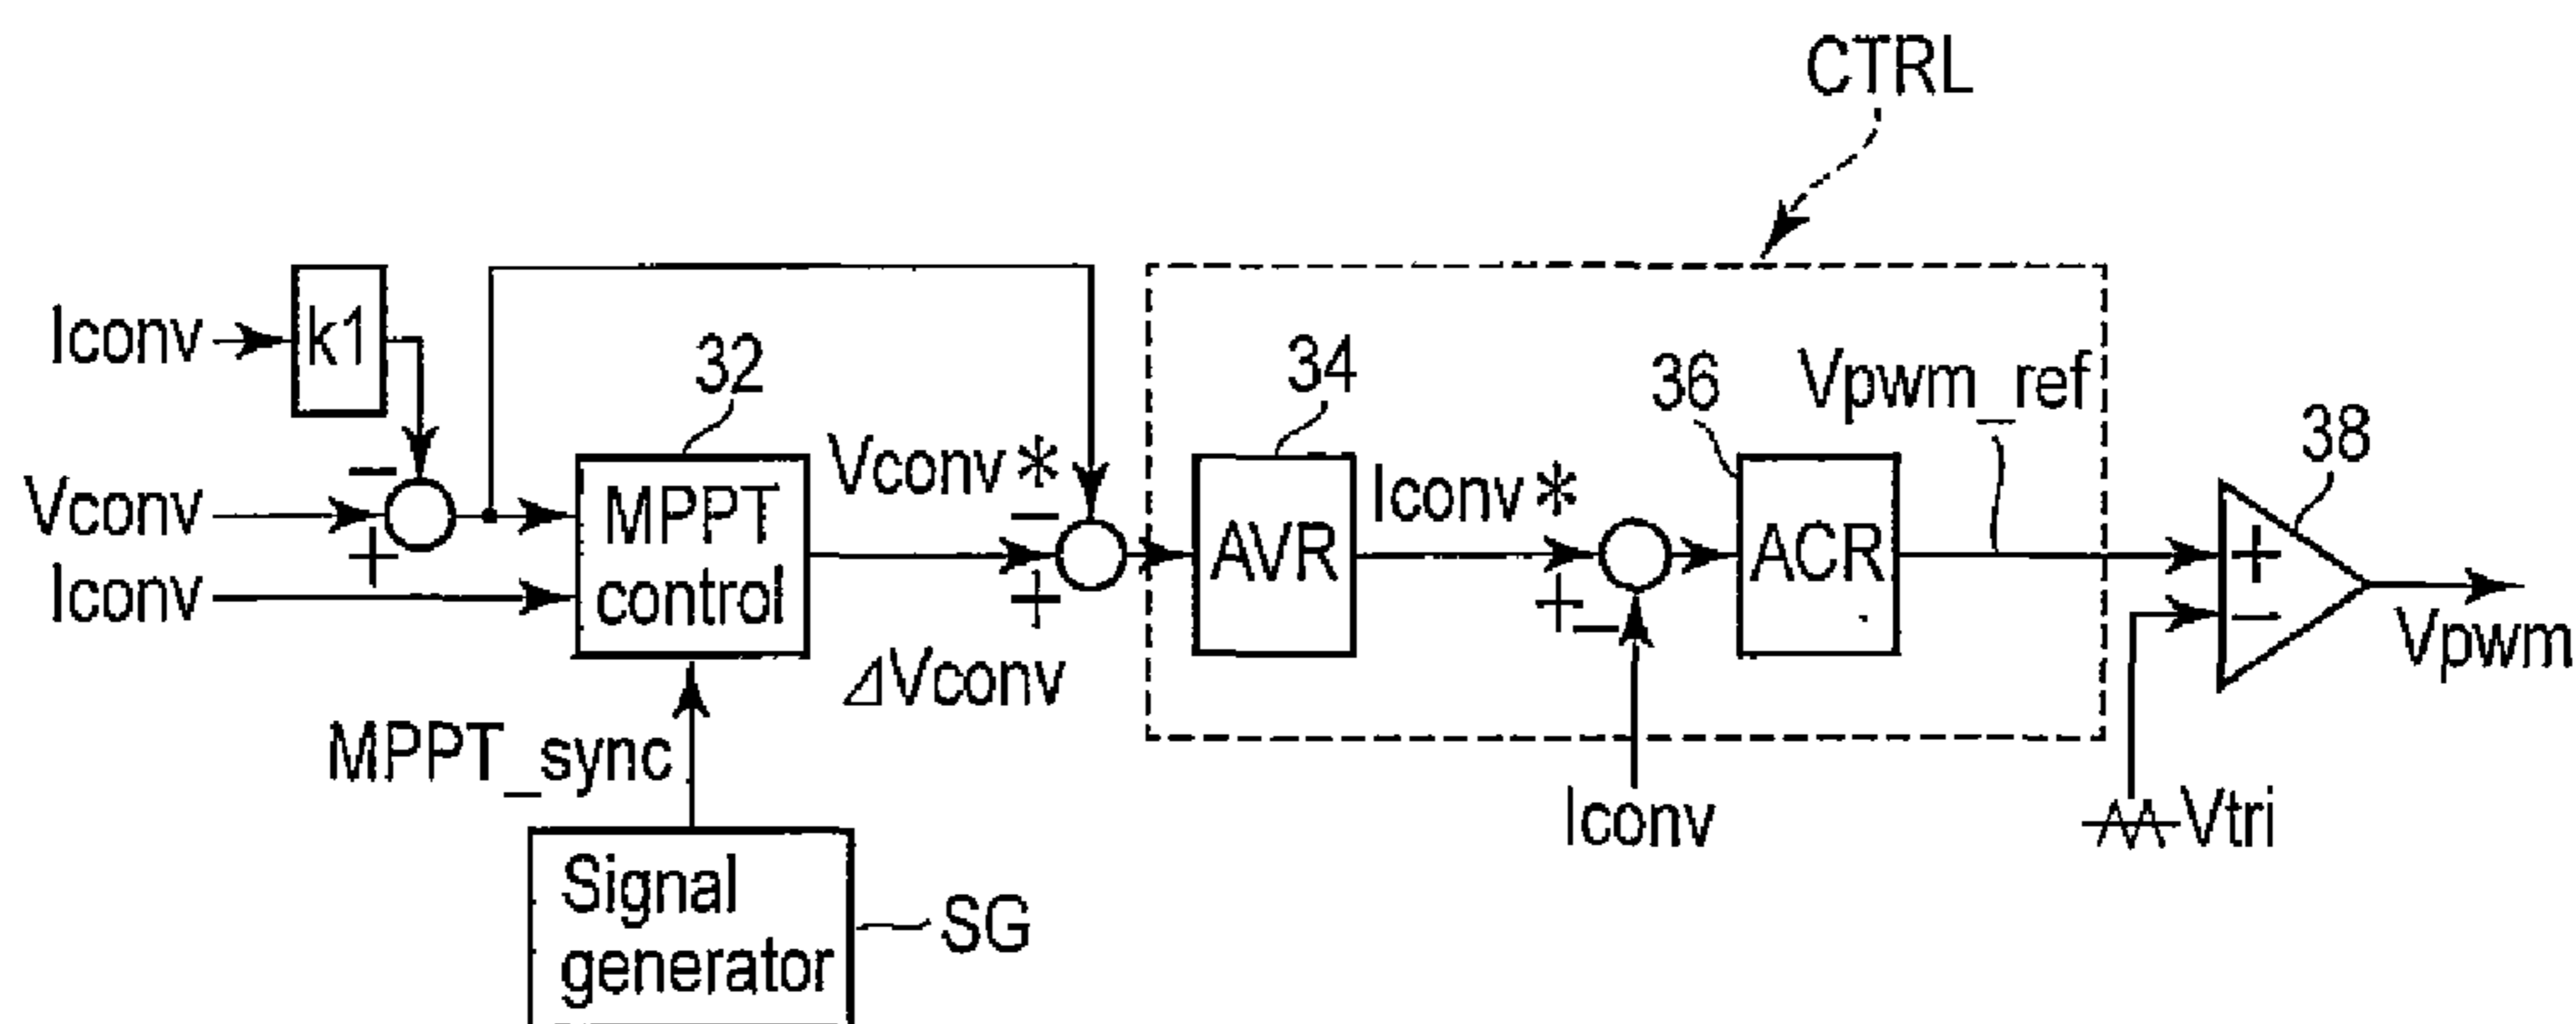 CTRL
Iconv
k1
32
34
36
Vpwm_ref
38
Vconv
−
+
Iconv
MPPT
control
Vconv*
−
+
⊿Vconv
AVR
Iconv*
+
−
ACR
+
−
Vpwm
MPPT_sync
Iconv
Vtri
Signal
generator
SG